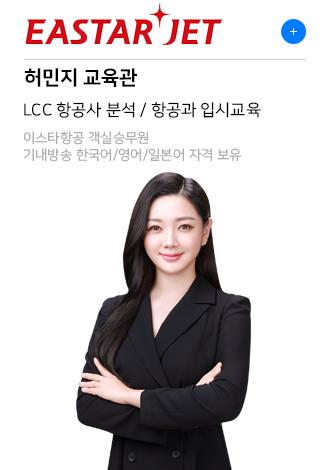 EASTAR JET
허민지 교육관
LCC 항공사 분석 / 항공과 입시교육
이스타항공 객실승무원
기내방송 한국어/영어/일본어 자격 보유